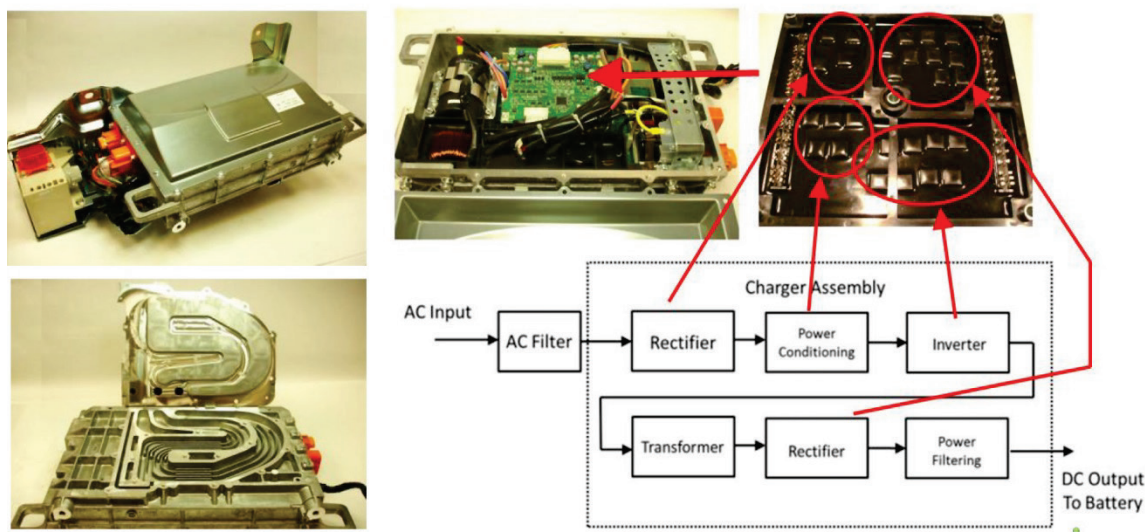 Charger Assembly
AC Input
AC Filter
Rectifier
Power
Conditioning
Inverter
Transformer
Rectifier
Power
Filtering
DC Output
To Battery